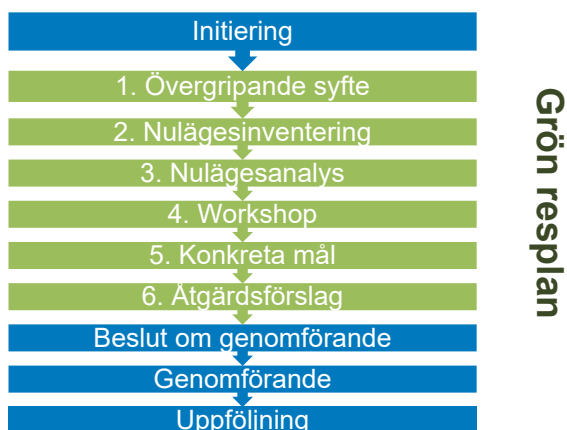 Initiering
1. Övergripande syfte
2. Nulägesinventering
3. Nulägesanalys
4. Workshop
5. Konkreta mål
6. Åtgärdsförslag
Beslut om genomförande
Genomförande
Uppföljning
Grön resplan